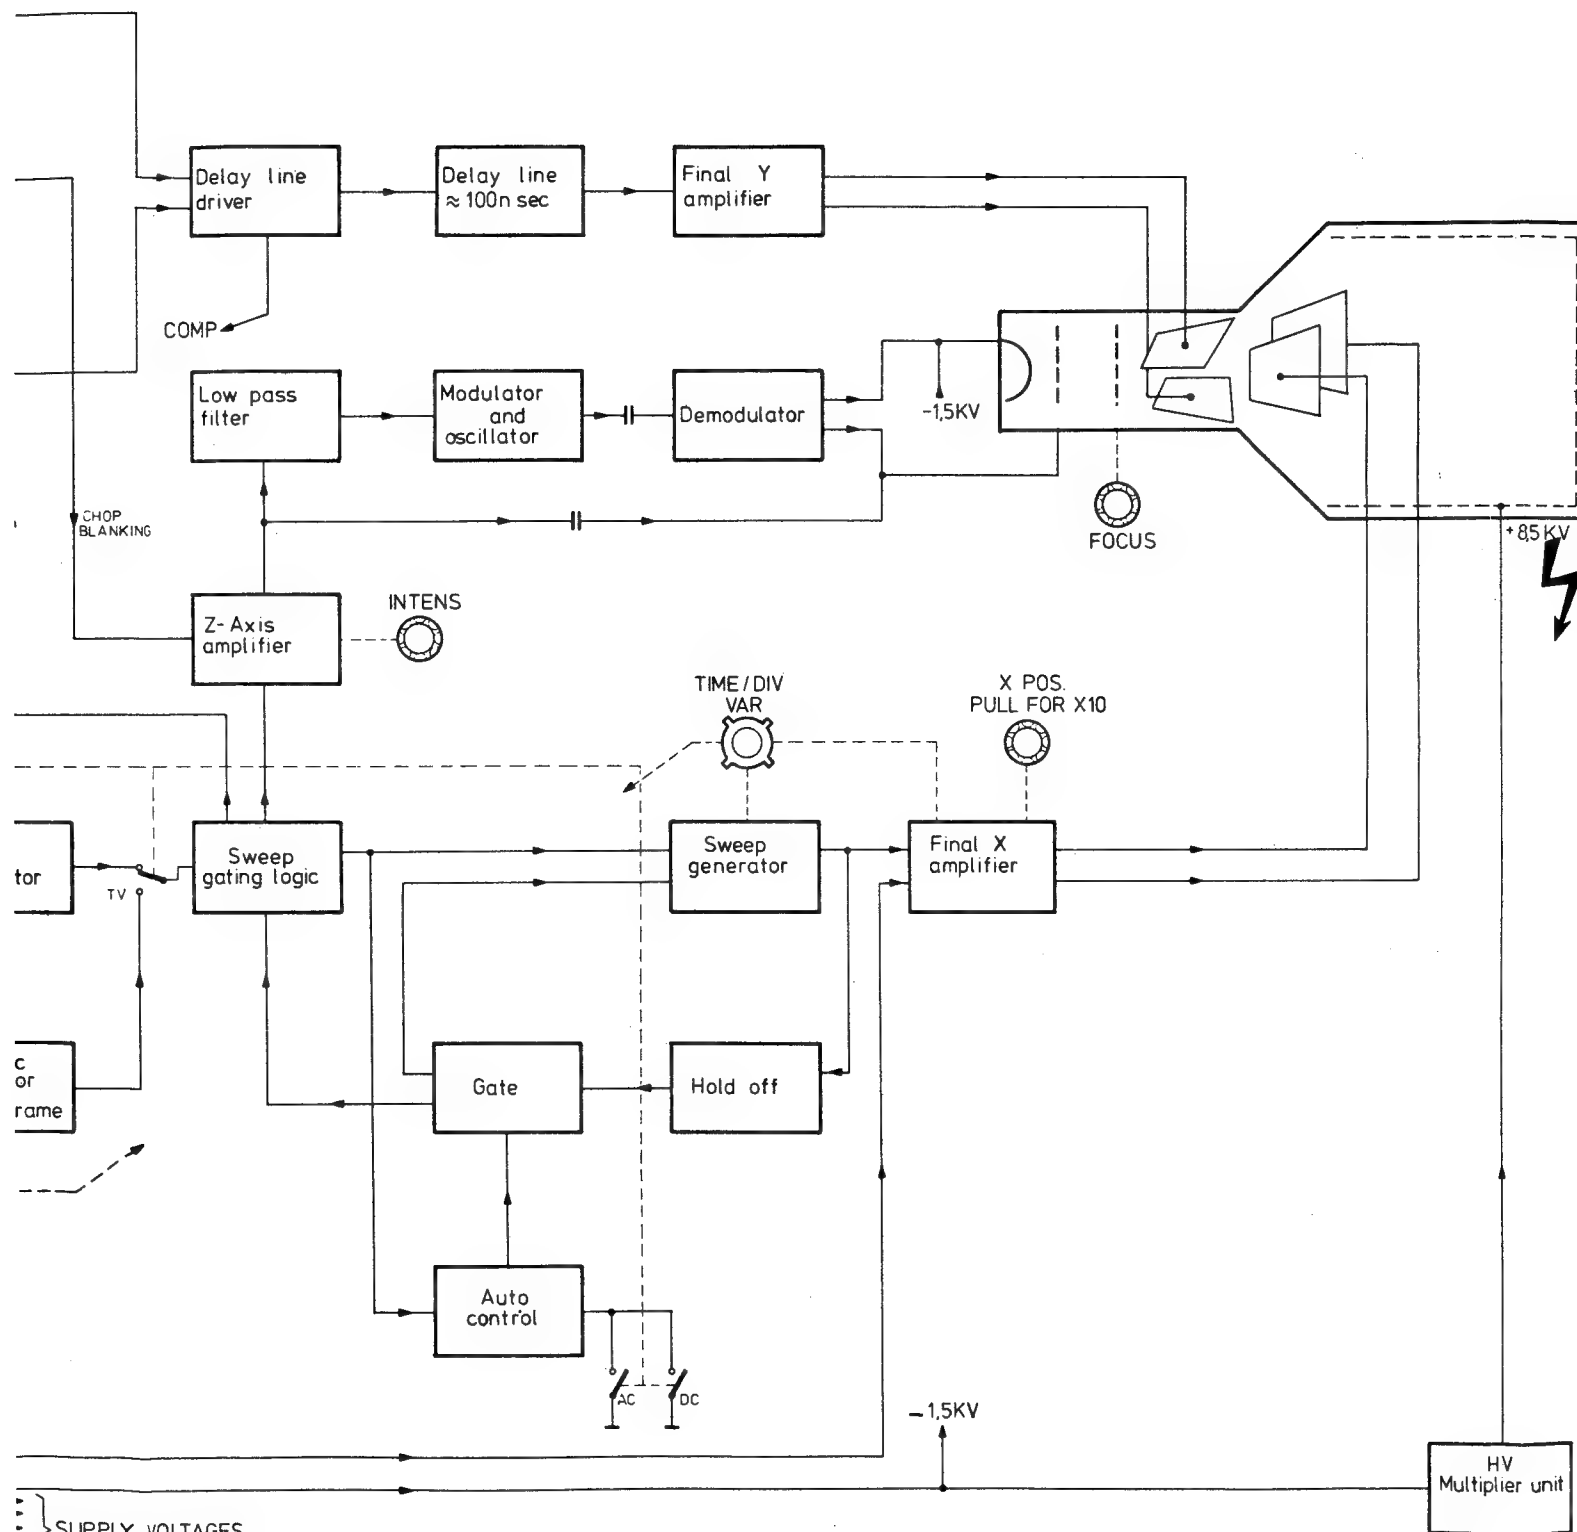 Delay line
driver
Delay line
≈ 100n sec
Final Y
amplifier
COMP
Low pass
filter
Modulator
and
oscillator
Demodulator
-1,5KV
CHOP
BLANKING
FOCUS
+8,5KV
INTENS
Z-Axis
amplifier
TIME/DIV
VAR
X POS.
PULL FOR X10
tor
TV
Sweep
gating logic
Sweep
generator
Final X
amplifier
c
or
rame
Gate
Hold off
Auto
control
AC
DC
-1,5KV
HV
Multiplier unit
SUPPLY VOLTAGES